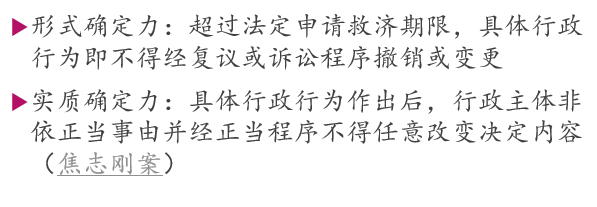 ▶形式确定力：超过法定申请救济期限，具体行政
行为即不得经复议或诉讼程序撤销或变更
▶实质确定力：具体行政行为作出后，行政主体非
依正当事由并经正当程序不得任意改变决定内容
（焦志刚案）